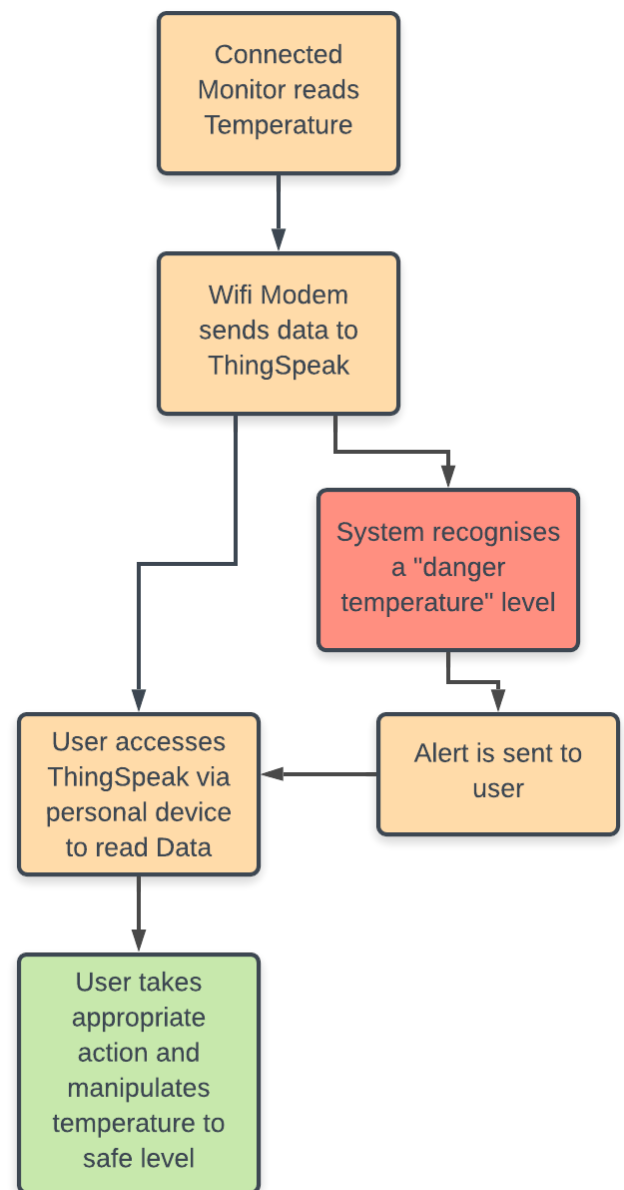 Connected
Monitor reads
Temperature
Wifi Modem
sends data to
ThingSpeak
System recognises
a "danger
temperature" level
User accesses
ThingSpeak via
personal device
to read Data
Alert is sent to
user
User takes
appropriate
action and
manipulates
temperature to
safe level